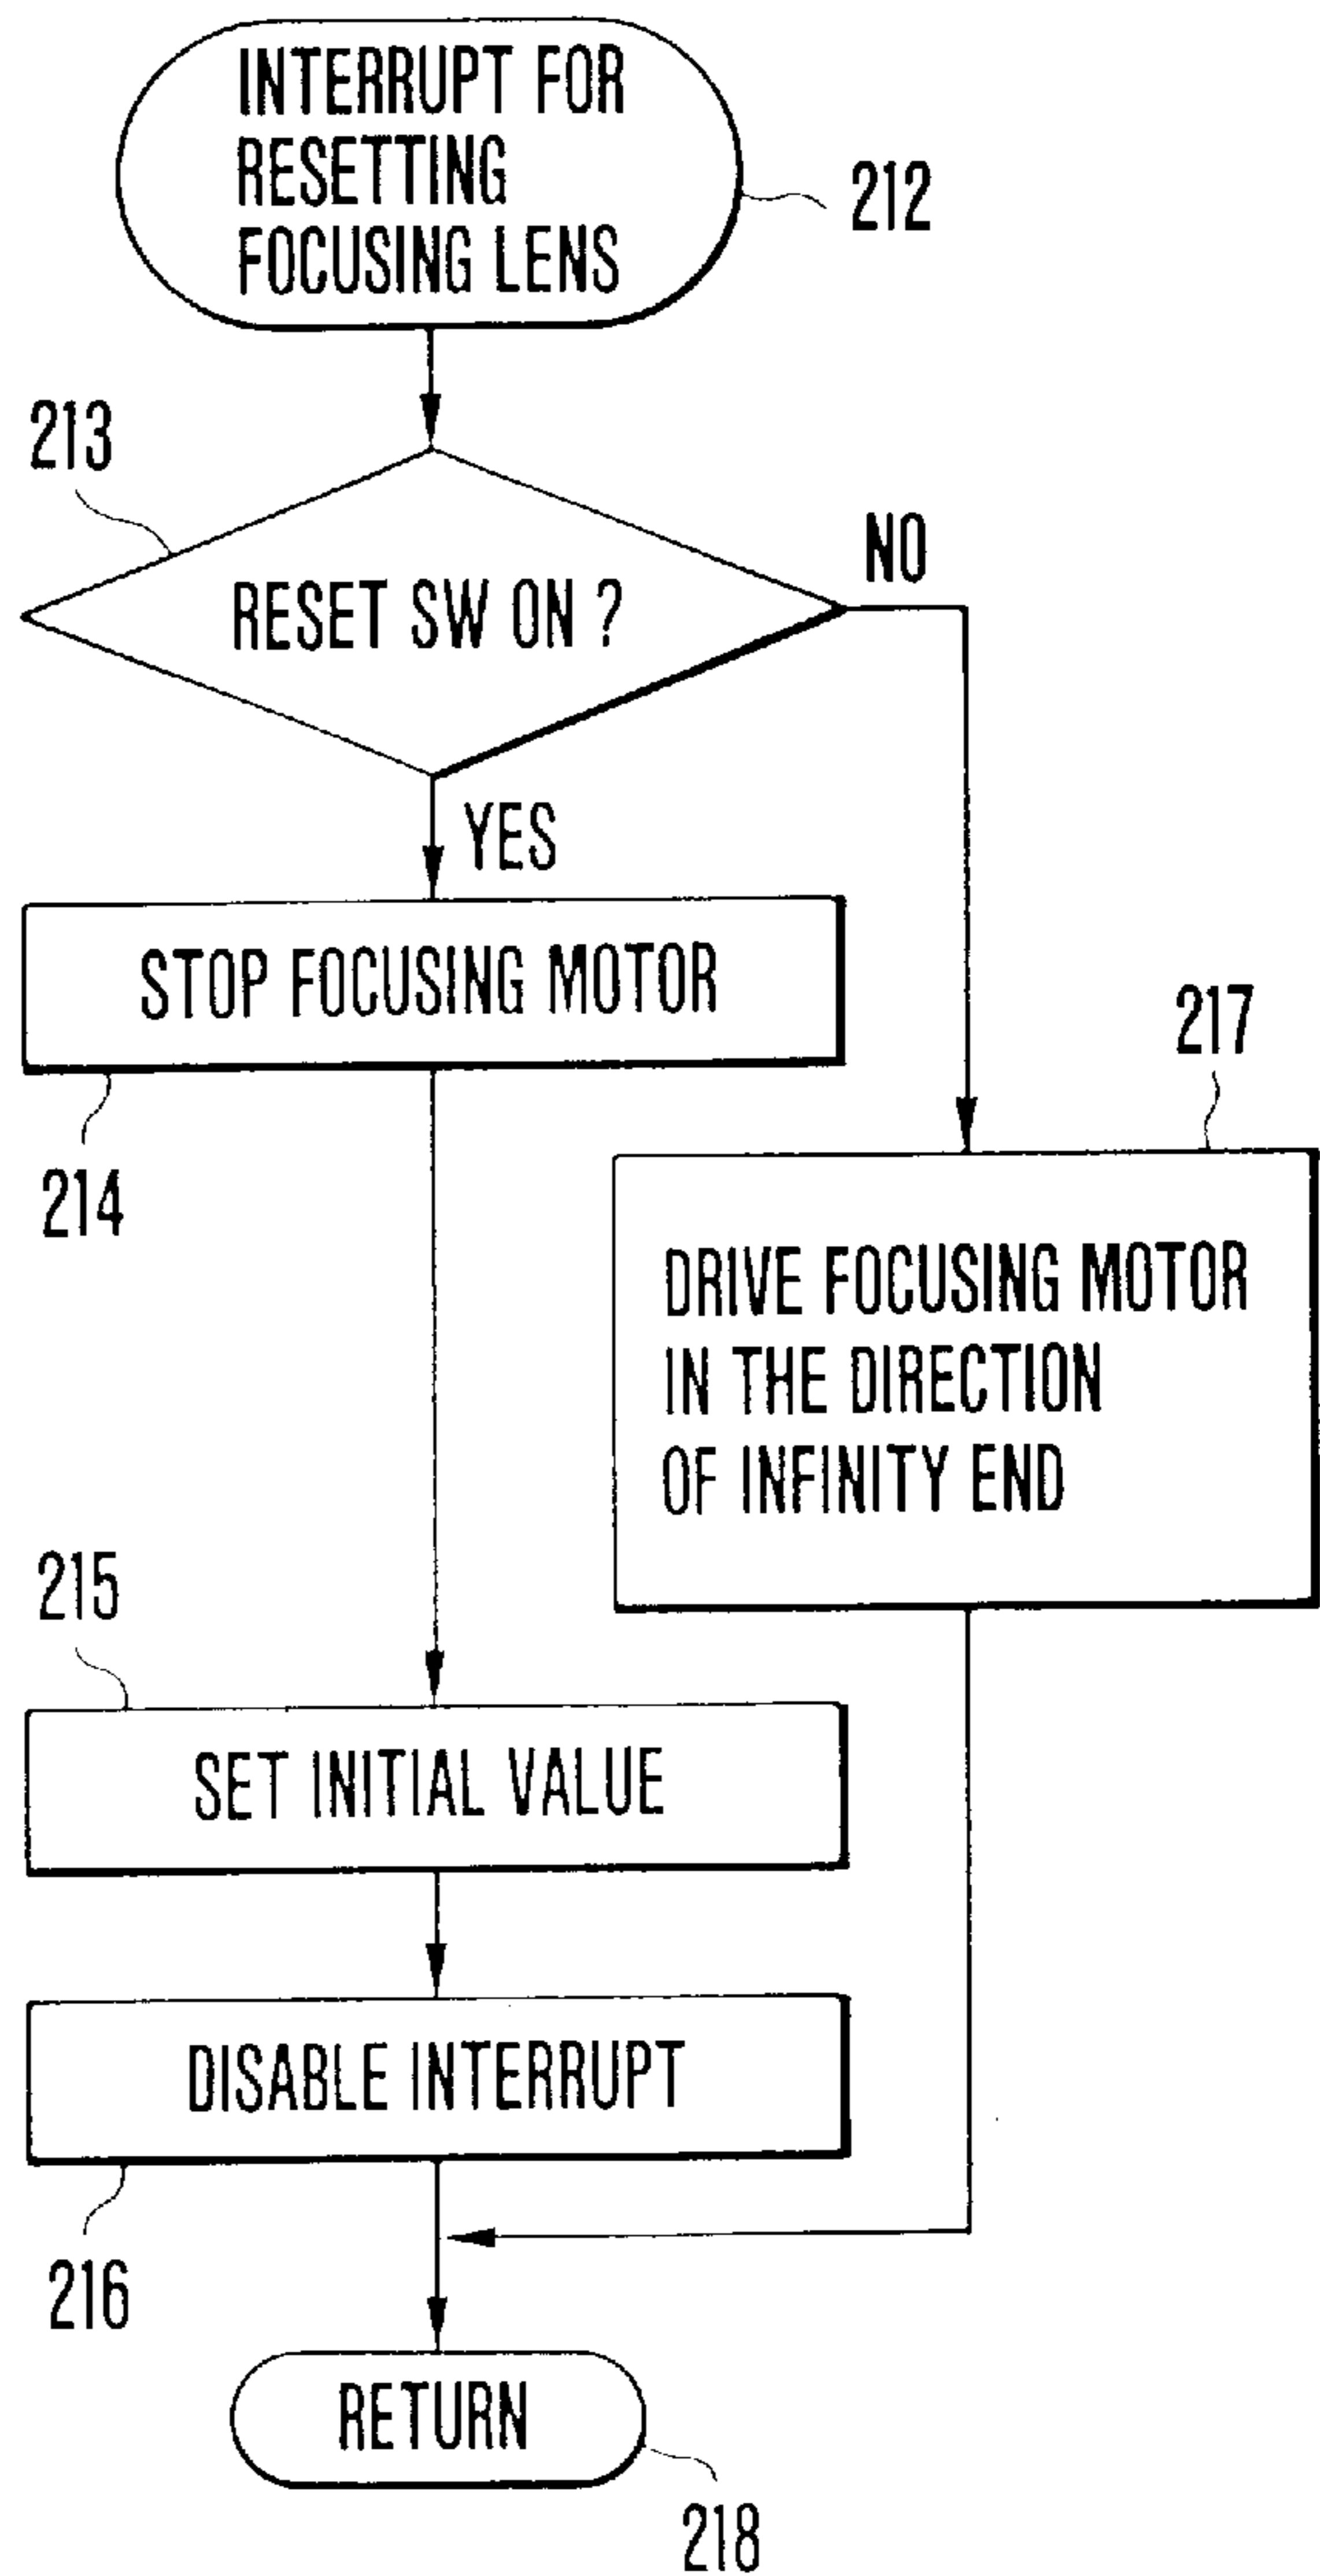 INTERRUPT FOR
RESETTING
FOCUSING LENS
212
213
RESET SW ON ?
NO
YES
STOP FOCUSING MOTOR
214
217
DRIVE FOCUSING MOTOR
IN THE DIRECTION
OF INFINITY END
215
SET INITIAL VALUE
DISABLE INTERRUPT
216
RETURN
218